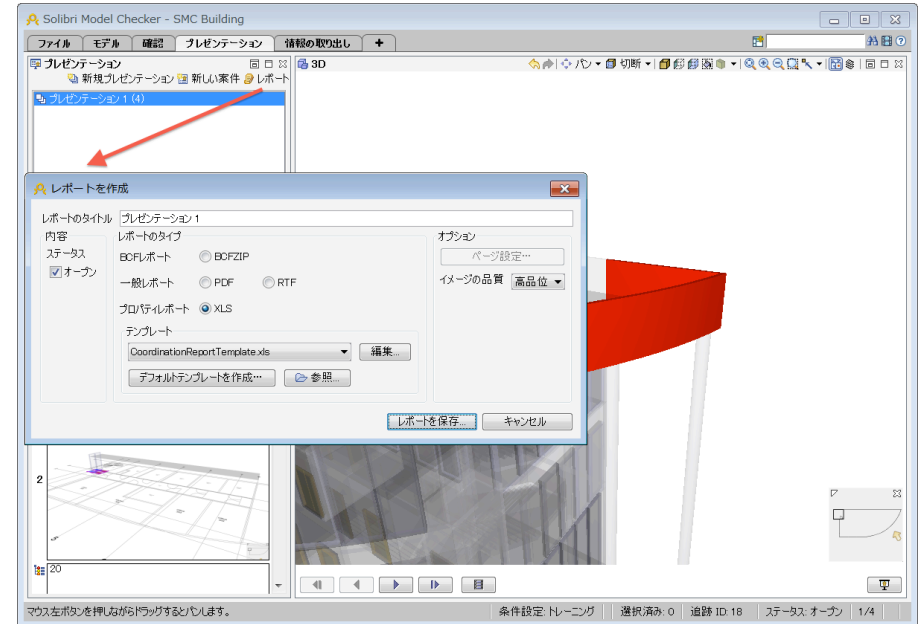 Solibri Model Checker - SMC Building
ファイル モデル 確認 プレゼンテーション 情報の取り出し +
プレゼンテーション
新規プレゼンテーション 新しい案件 レポート
プレゼンテーション 1 (4)
3D
パン 切断
レポートを作成
レポートのタイトル プレゼンテーション 1
内容
ステータス
オープン
レポートのタイプ
BCFレポート BCFZIP
一般レポート PDF RTF
プロパティレポート XLS
テンプレート
CoordinationReportTemplate.xls 編集...
デフォルトテンプレートを作成… 参照...
オプション
ページ設定…
イメージの品質 高品位
レポートを保存... キャンセル
2
20
マウス左ボタンを押しながらドラッグするとパンします。
条件設定: トレーニング 選択済み: 0 追跡 ID: 18 ステータス: オープン 1/4